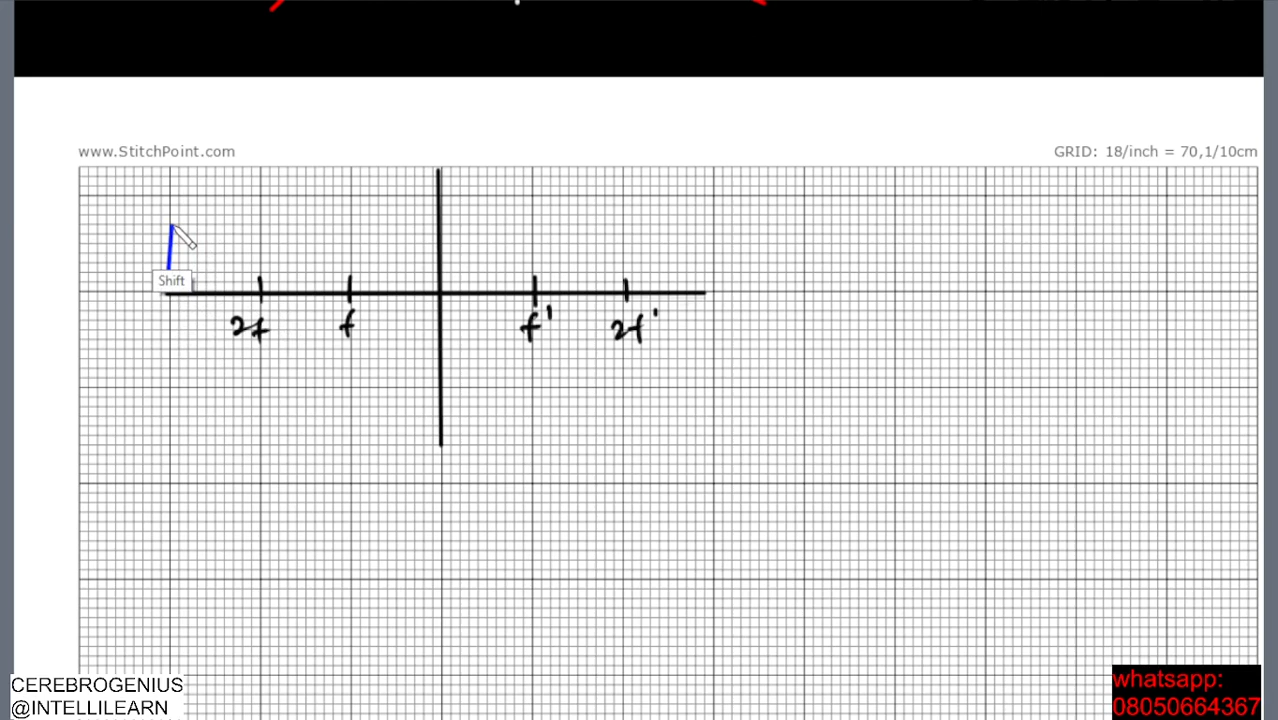 www.StitchPoint.com GRID: 18/inch = 70,1/10cm
Shift
2f f f' 2f'
CEREBROGENIUS
@INTELLILEARN
whatsapp:
08050664367